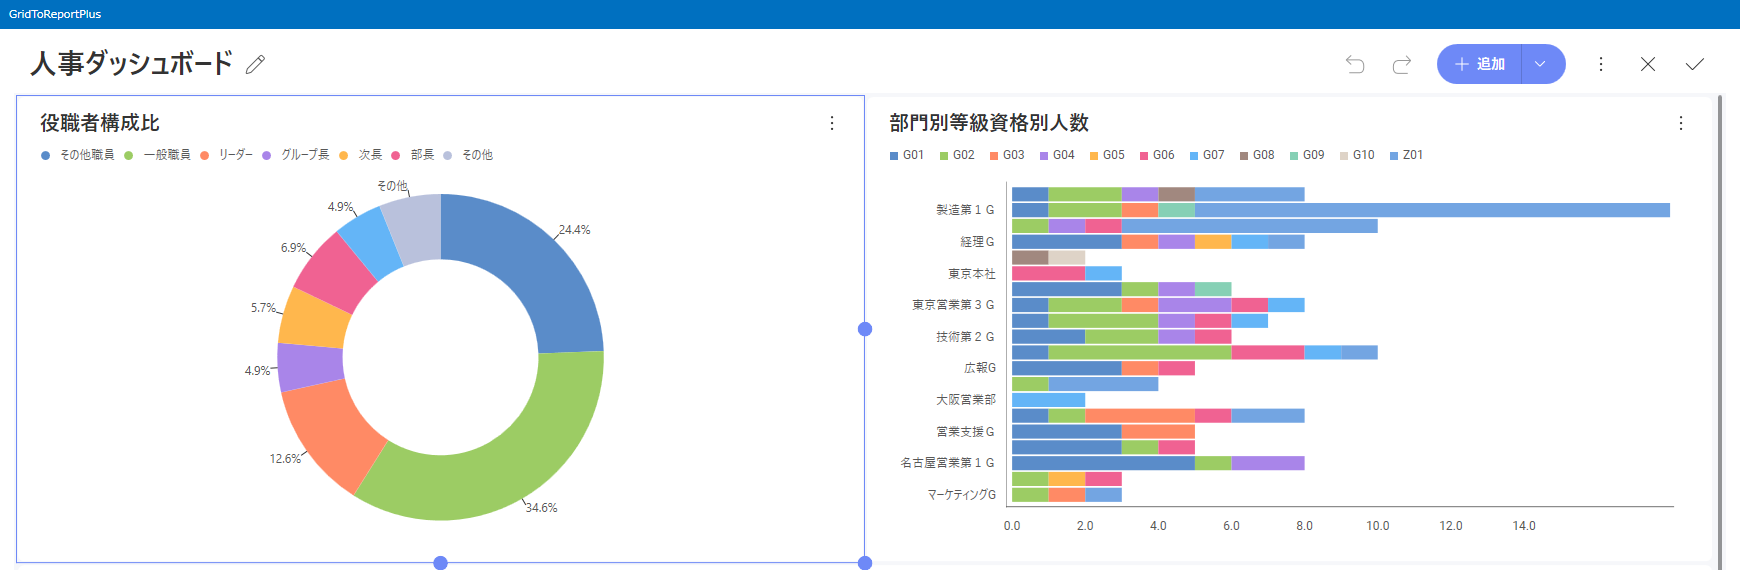 GridToReportPlus
人事ダッシュボード
追加
役職者構成比
その他職員 一般職員 リーダー グループ長 次長 部長 その他
その他
4.9%
24.4%
6.9%
5.7%
4.9%
12.6%
34.6%
部門別等級資格別人数
G01 G02 G03 G04 G05 G06 G07 G08 G09 G10 Z01
製造第１Ｇ
経理Ｇ
東京本社
東京営業第３Ｇ
技術第２Ｇ
広報G
大阪営業部
営業支援Ｇ
名古屋営業第１Ｇ
マーケティングG
0.0 2.0 4.0 6.0 8.0 10.0 12.0 14.0